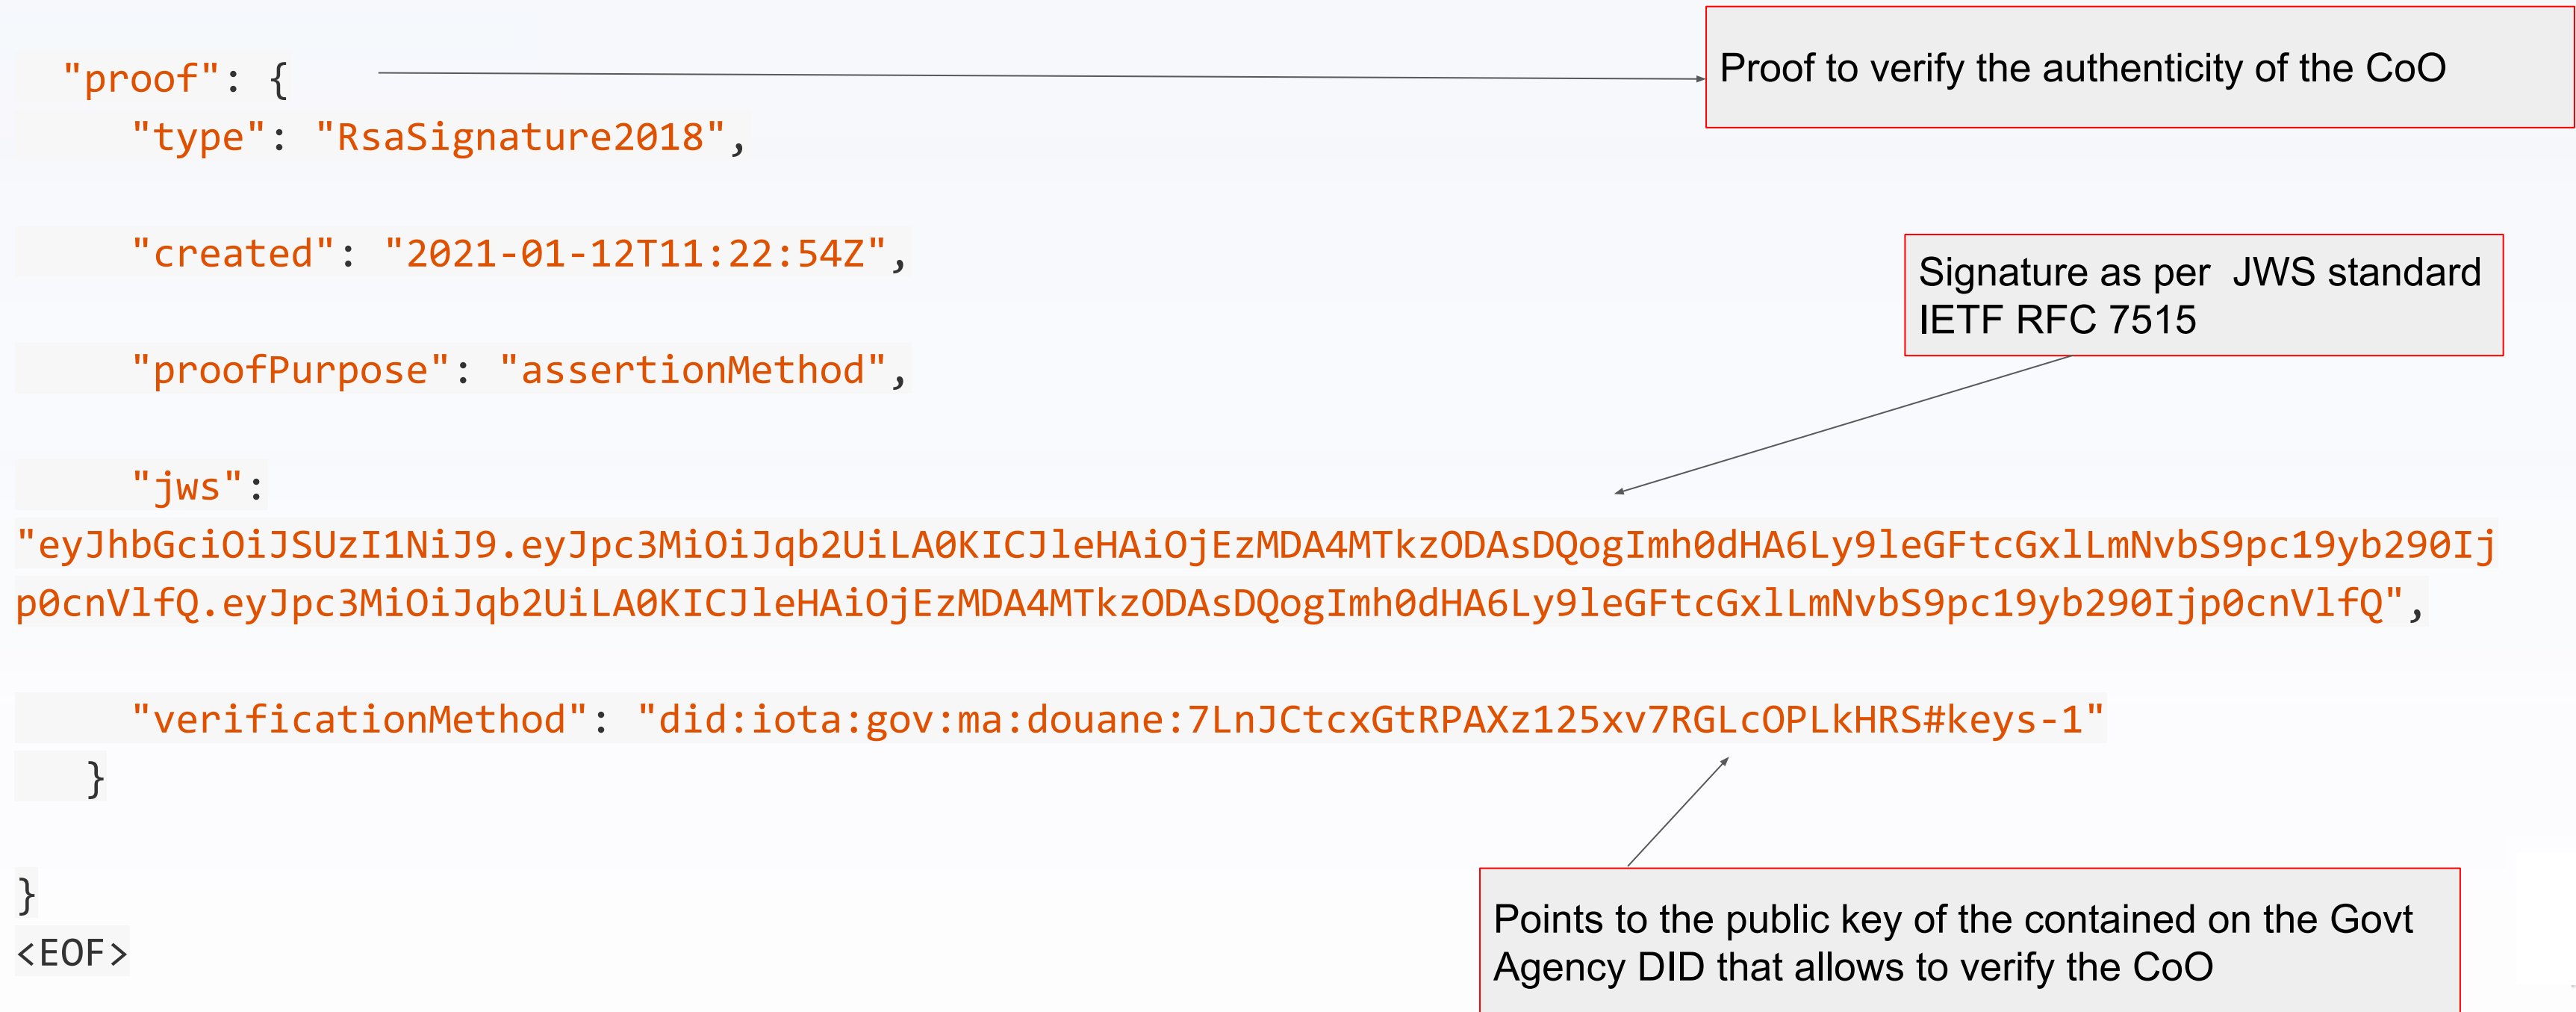 "proof": {
Proof to verify the authenticity of the CoO
"type": "RsaSignature2018",
"created": "2021-01-12T11:22:54Z",
Signature as per  JWS standard
IETF RFC 7515
"proofPurpose": "assertionMethod",
"jws":
"eyJhbGciOiJSUzI1NiJ9.eyJpc3MiOiJqb2UiLA0KICJleHAiOjEzMDA4MTkzODAsDQogImh0dHA6Ly9leGFtcGxlLmNvbS9pc19yb290Ij
p0cnVlfQ.eyJpc3MiOiJqb2UiLA0KICJleHAiOjEzMDA4MTkzODAsDQogImh0dHA6Ly9leGFtcGxlLmNvbS9pc19yb290Ijp0cnVlfQ",
"verificationMethod": "did:iota:gov:ma:douane:7LnJCtcxGtRPAXz125xv7RGLcOPLkHRS#keys-1"
}
}
<EOF>
Points to the public key of the contained on the Govt
Agency DID that allows to verify the CoO